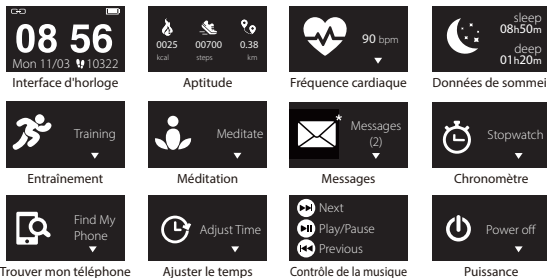 08 56
Mon 11/03 10322
Interface d'horloge
0025 00700 0.38
kcal steps km
Aptitude
90 bpm
Fréquence cardiaque
sleep
08h50m
deep
01h20m
Données de sommei
Training
Entraînement
Meditate
Méditation
Messages
(2)
Messages
Stopwatch
Chronomètre
Find My
Phone
Trouver mon téléphone
Adjust Time
Ajuster le temps
Next
Play/Pause
Previous
Contrôle de la musique
Power off
Puissance